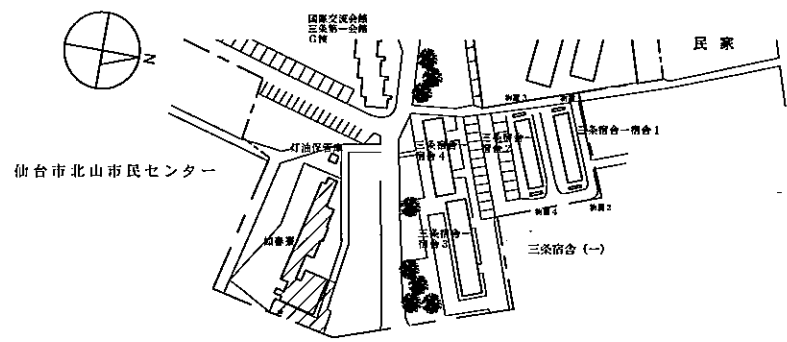 国際交流会館
三条第一会館
G棟
民家
N
物置3
物置1
灯油保管庫
三条宿舎一
宿舎4
三条宿舎一
宿舎2
三条宿舎一宿舎1
仙台市北山市民センター
物置4
物置2
三条宿舎一
宿舎3
三条宿舎(一)